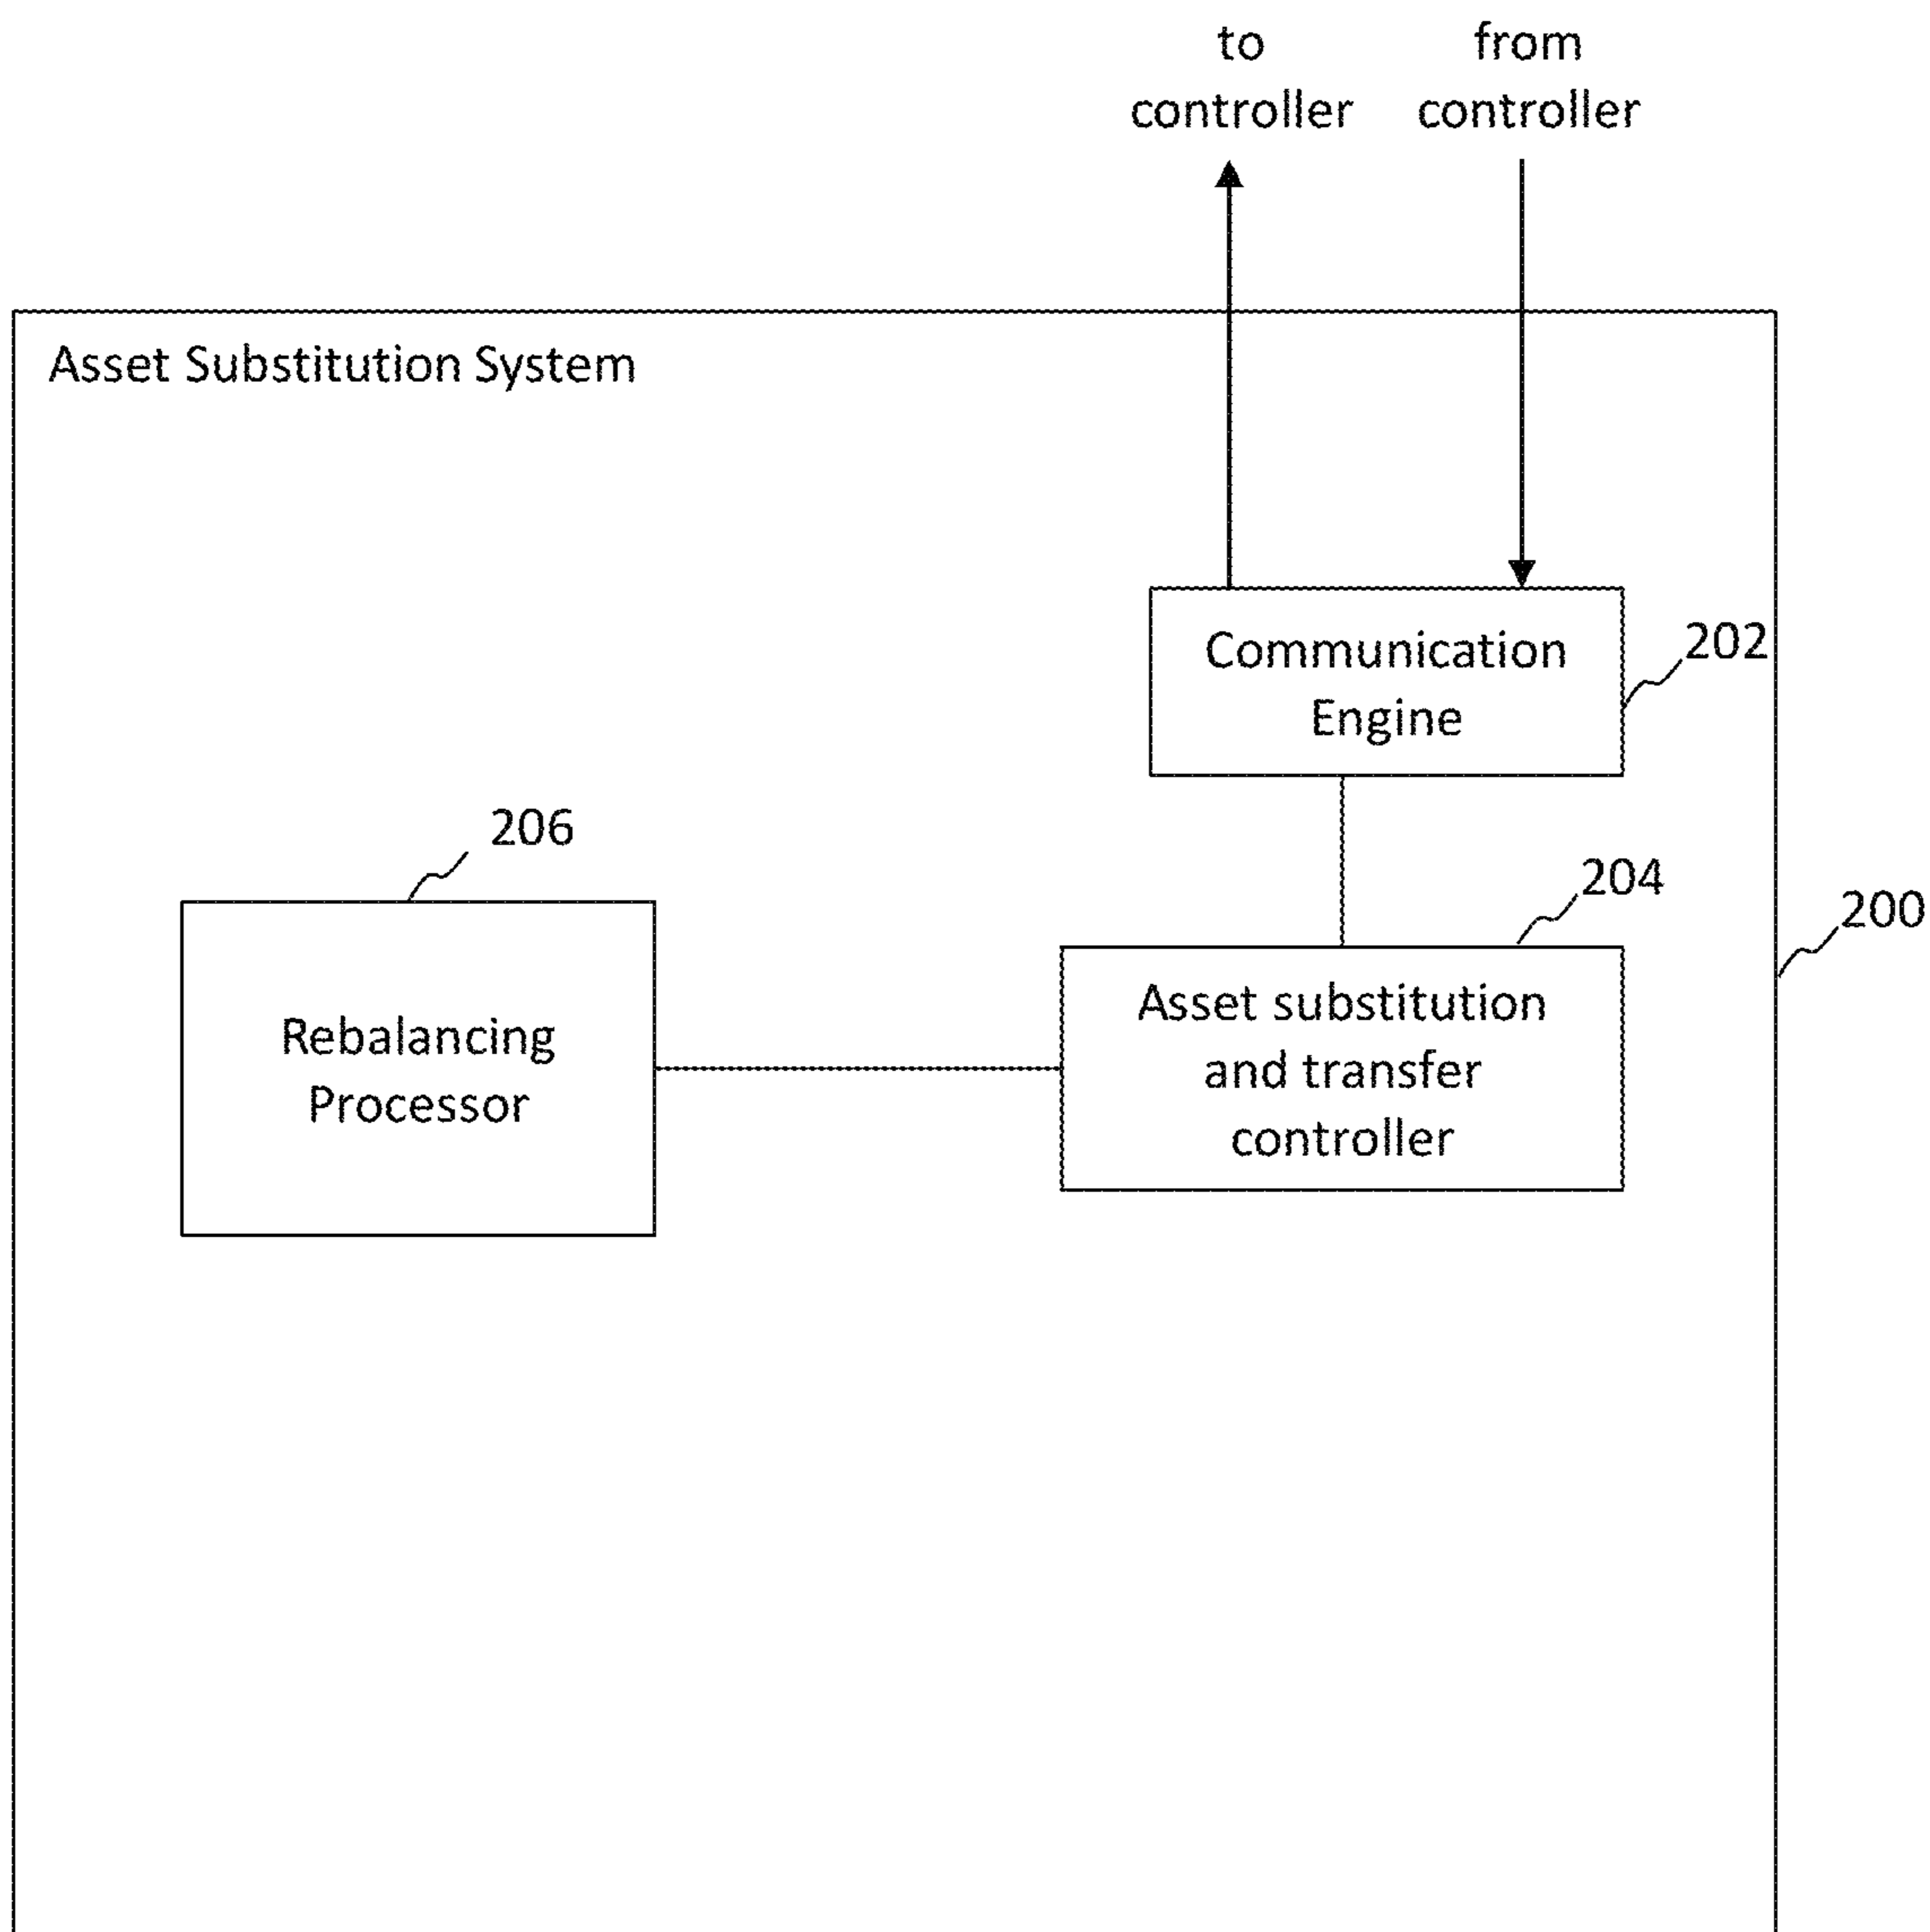 to
controller
from
controller
Asset Substitution System
Communication
Engine
202
206
204
200
Rebalancing
Processor
Asset substitution
and transfer
controller